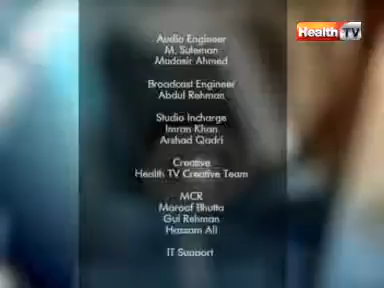 Health TV
Audio Engineer
M. Suleman
Madasir Ahmed
Broadcast Engineer
Abdul Rehman
Studio Incharge
Imran Khan
Arshad Qadri
Creative
Health TV Creative Team
MCR
Maroof Bhutta
Gul Rehman
Hassam Ali
IT Support